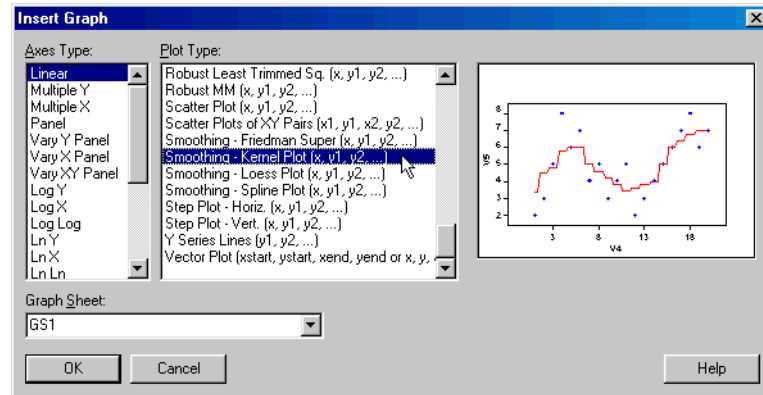 Insert Graph
Axes Type:
Linear
Multiple Y
Multiple X
Panel
Vary Y Panel
Vary X Panel
Vary XY Panel
Log Y
Log X
Log Log
Ln Y
Ln X
Ln Ln
Plot Type:
Robust Least Trimmed Sq. (x, y1, y2, ...)
Robust MM (x, y1, y2, ...)
Scatter Plot (x, y1, y2, ...)
Scatter Plots of XY Pairs (x1, y1, x2, y2, ...)
Smoothing - Friedman Super (x, y1, y2, ...)
Smoothing - Kernel Plot (x, y1, y2, ...)
Smoothing - Loess Plot (x, y1, y2, ...)
Smoothing - Spline Plot (x, y1, y2, ...)
Step Plot - Horiz. (x, y1, y2, ...)
Step Plot - Vert. (x, y1, y2, ...)
Y Series Lines (y1, y2, ...)
Vector Plot (xstart, ystart, xend, yend or x, y,
8
7
6
5
4
3
2
V5
3 8 13 18
V4
Graph Sheet:
GS1
OK Cancel Help